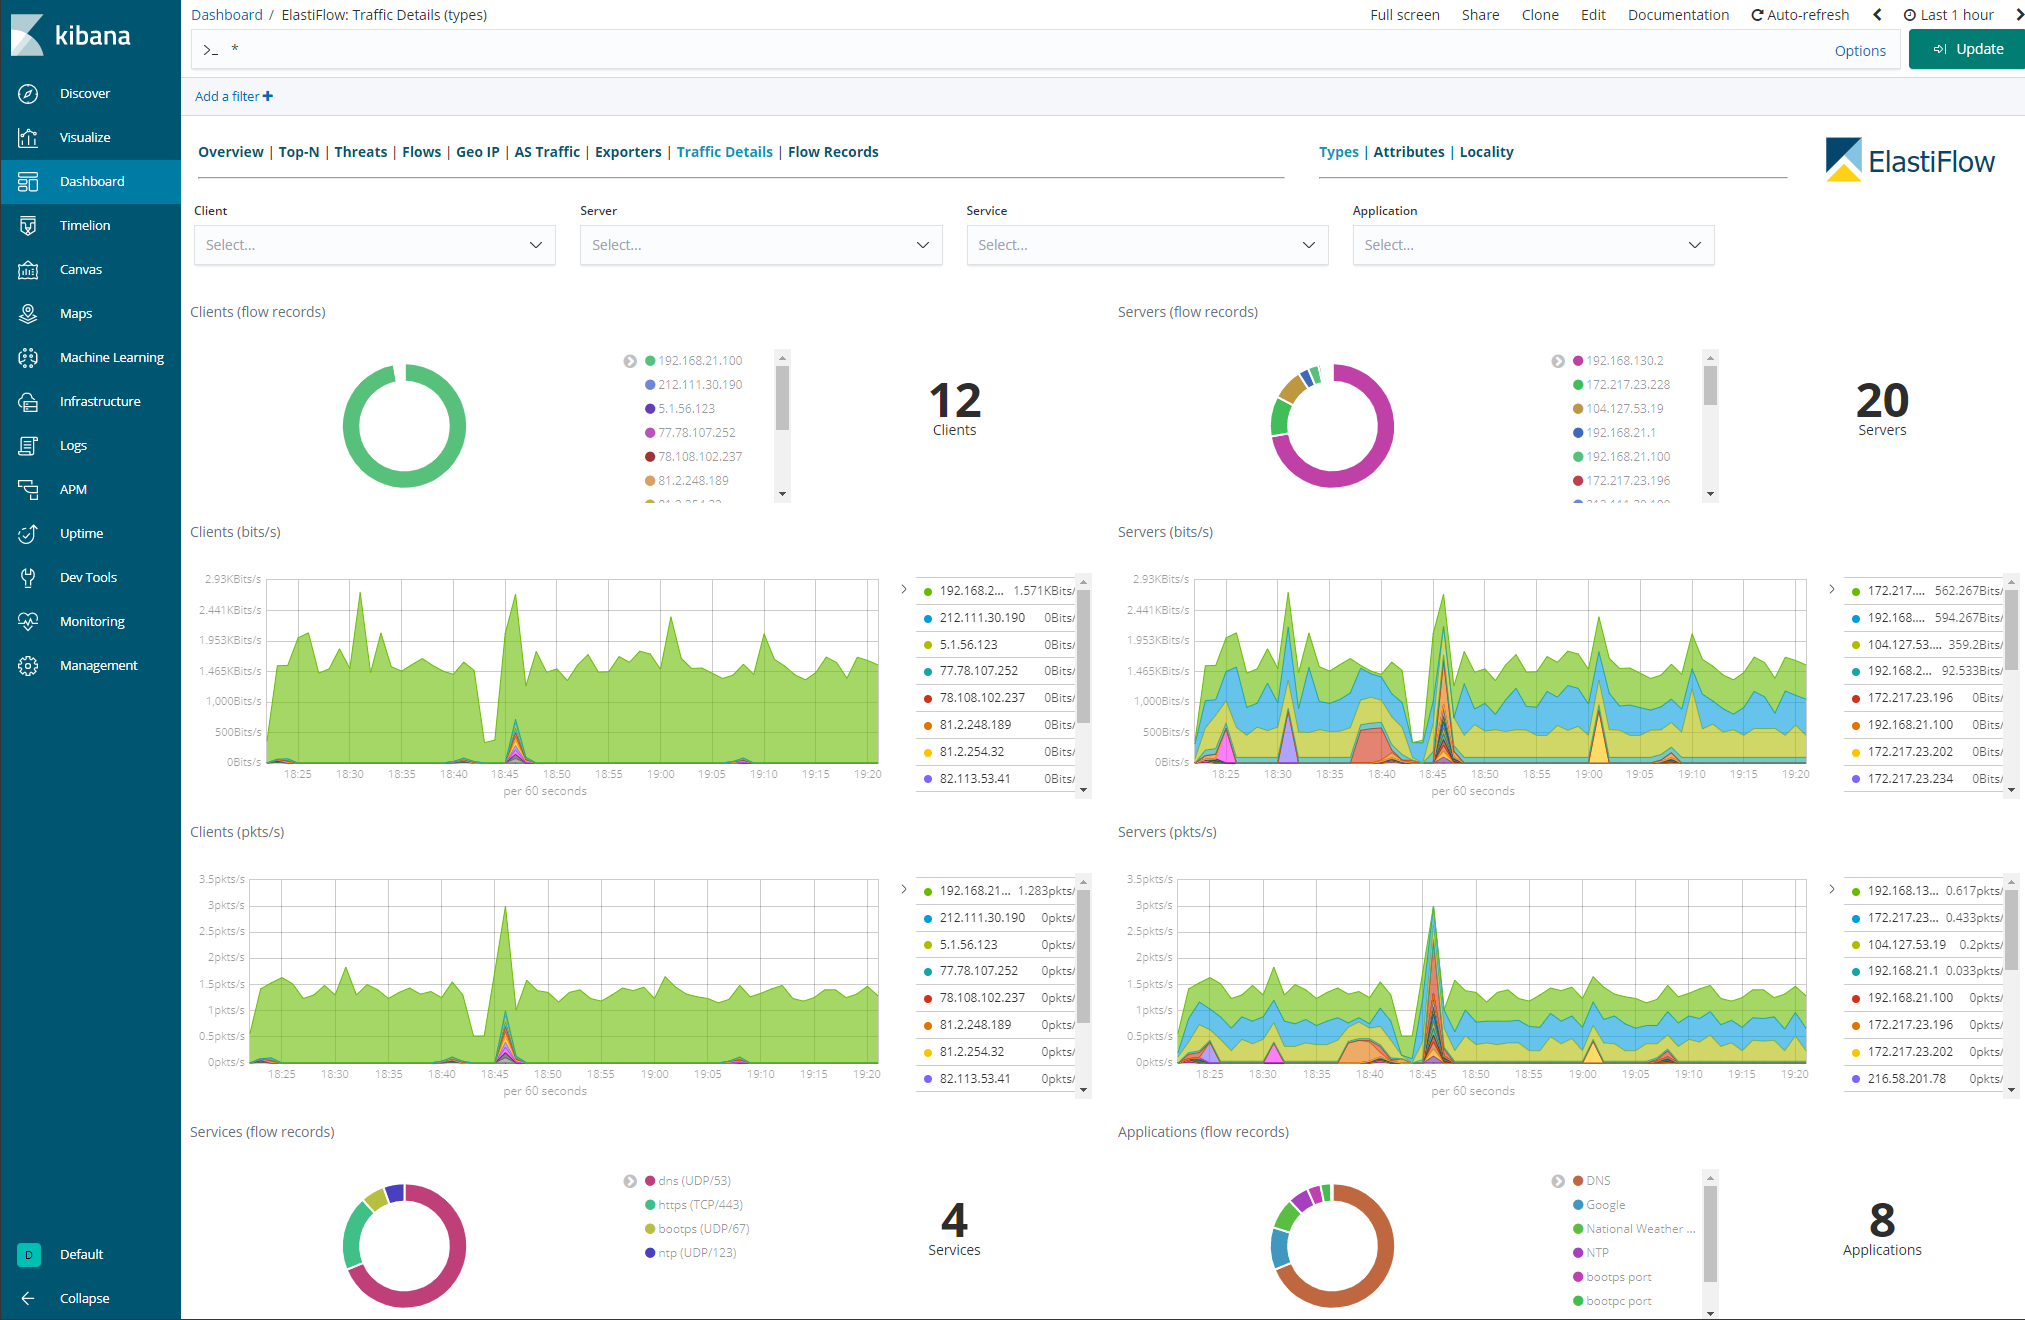 kibana
Discover
Visualize
Dashboard
Timelion
Canvas
Maps
Machine Learning
Infrastructure
Logs
APM
Uptime
Dev Tools
Monitoring
Management
D Default
Collapse
Dashboard / ElastiFlow: Traffic Details (types)
Full screen Share Clone Edit Documentation Auto-refresh Last 1 hour
>_ *
Options
Update
Add a filter
Overview | Top-N | Threats | Flows | Geo IP | AS Traffic | Exporters | Traffic Details | Flow Records
Types | Attributes | Locality
ElastiFlow
Client
Select...
Server
Select...
Service
Select...
Application
Select...
Clients (flow records)
192.168.21.100
212.111.30.190
5.1.56.123
77.78.107.252
78.108.102.237
81.2.248.189
12
Clients
Servers (flow records)
192.168.130.2
172.217.23.228
104.127.53.19
192.168.21.1
192.168.21.100
172.217.23.196
20
Servers
Clients (bits/s)
2.93KBits/s
2.441KBits/s
1.953KBits/s
1.465KBits/s
1,000Bits/s
500Bits/s
0Bits/s
18:25 18:30 18:35 18:40 18:45 18:50 18:55 19:00 19:05 19:10 19:15 19:20
per 60 seconds
192.168.2... 1.571KBits/
212.111.30.190 0Bits/
5.1.56.123 0Bits/
77.78.107.252 0Bits/
78.108.102.237 0Bits/
81.2.248.189 0Bits/
81.2.254.32 0Bits/
82.113.53.41 0Bits/
Servers (bits/s)
2.93KBits/s
2.441KBits/s
1.953KBits/s
1.465KBits/s
1,000Bits/s
500Bits/s
0Bits/s
18:25 18:30 18:35 18:40 18:45 18:50 18:55 19:00 19:05 19:10 19:15 19:20
per 60 seconds
172.217.... 562.267Bits/
192.168.... 594.267Bits/
104.127.53.... 359.2Bits/
192.168.2... 92.533Bits/
172.217.23.196 0Bits/
192.168.21.100 0Bits/
172.217.23.202 0Bits/
172.217.23.234 0Bits/
Clients (pkts/s)
3.5pkts/s
3pkts/s
2.5pkts/s
2pkts/s
1.5pkts/s
1pkts/s
0.5pkts/s
0pkts/s
18:25 18:30 18:35 18:40 18:45 18:50 18:55 19:00 19:05 19:10 19:15 19:20
per 60 seconds
192.168.21... 1.283pkts/
212.111.30.190 0pkts/
5.1.56.123 0pkts/
77.78.107.252 0pkts/
78.108.102.237 0pkts/
81.2.248.189 0pkts/
81.2.254.32 0pkts/
82.113.53.41 0pkts/
Servers (pkts/s)
3.5pkts/s
3pkts/s
2.5pkts/s
2pkts/s
1.5pkts/s
1pkts/s
0.5pkts/s
0pkts/s
18:25 18:30 18:35 18:40 18:45 18:50 18:55 19:00 19:05 19:10 19:15 19:20
per 60 seconds
192.168.13... 0.617pkts/
172.217.23... 0.433pkts/
104.127.53.19 0.2pkts/
192.168.21.1 0.033pkts/
192.168.21.100 0pkts/
172.217.23.196 0pkts/
172.217.23.202 0pkts/
216.58.201.78 0pkts/
Services (flow records)
dns (UDP/53)
https (TCP/443)
bootps (UDP/67)
ntp (UDP/123)
4
Services
Applications (flow records)
DNS
Google
National Weather ...
NTP
bootps port
bootpc port
8
Applications